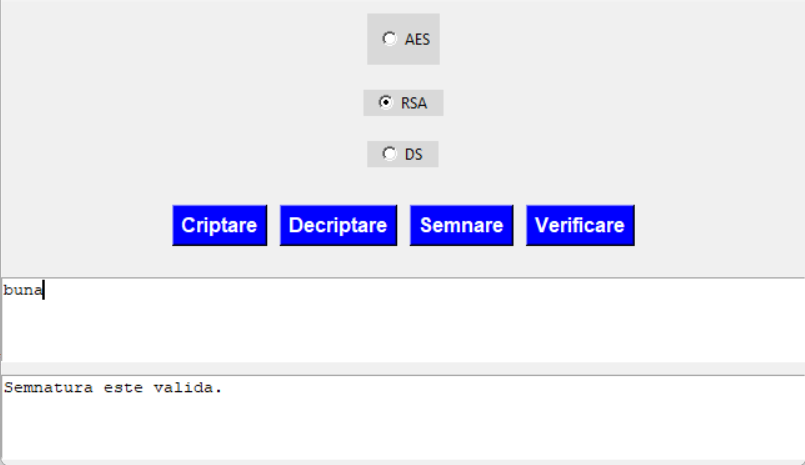 AES
RSA
DS
Criptare Decriptare Semnare Verificare
buna
Semnatura este valida.